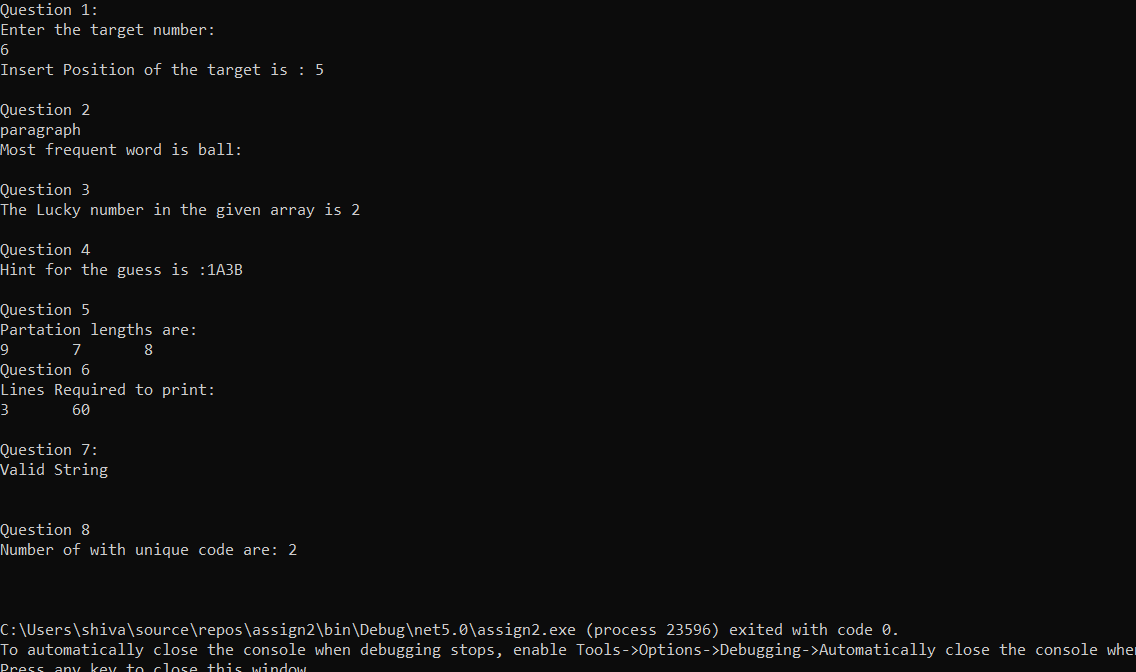 Question 1:
Enter the target number:
6
Insert Position of the target is : 5
Question 2
paragraph
Most frequent word is ball:
Question 3
The Lucky number in the given array is 2
Question 4
Hint for the guess is :1A3B
Question 5
Partation lengths are:
9 7 8
Question 6
Lines Required to print:
3 60
Question 7:
Valid String
Question 8
Number of with unique code are: 2
C:\Users\shiva\source\repos\assign2\bin\Debug\net5.0\assign2.exe (process 23596) exited with code 0.
To automatically close the console when debugging stops, enable Tools->Options->Debugging->Automatically close the console whe
Press any key to close this window